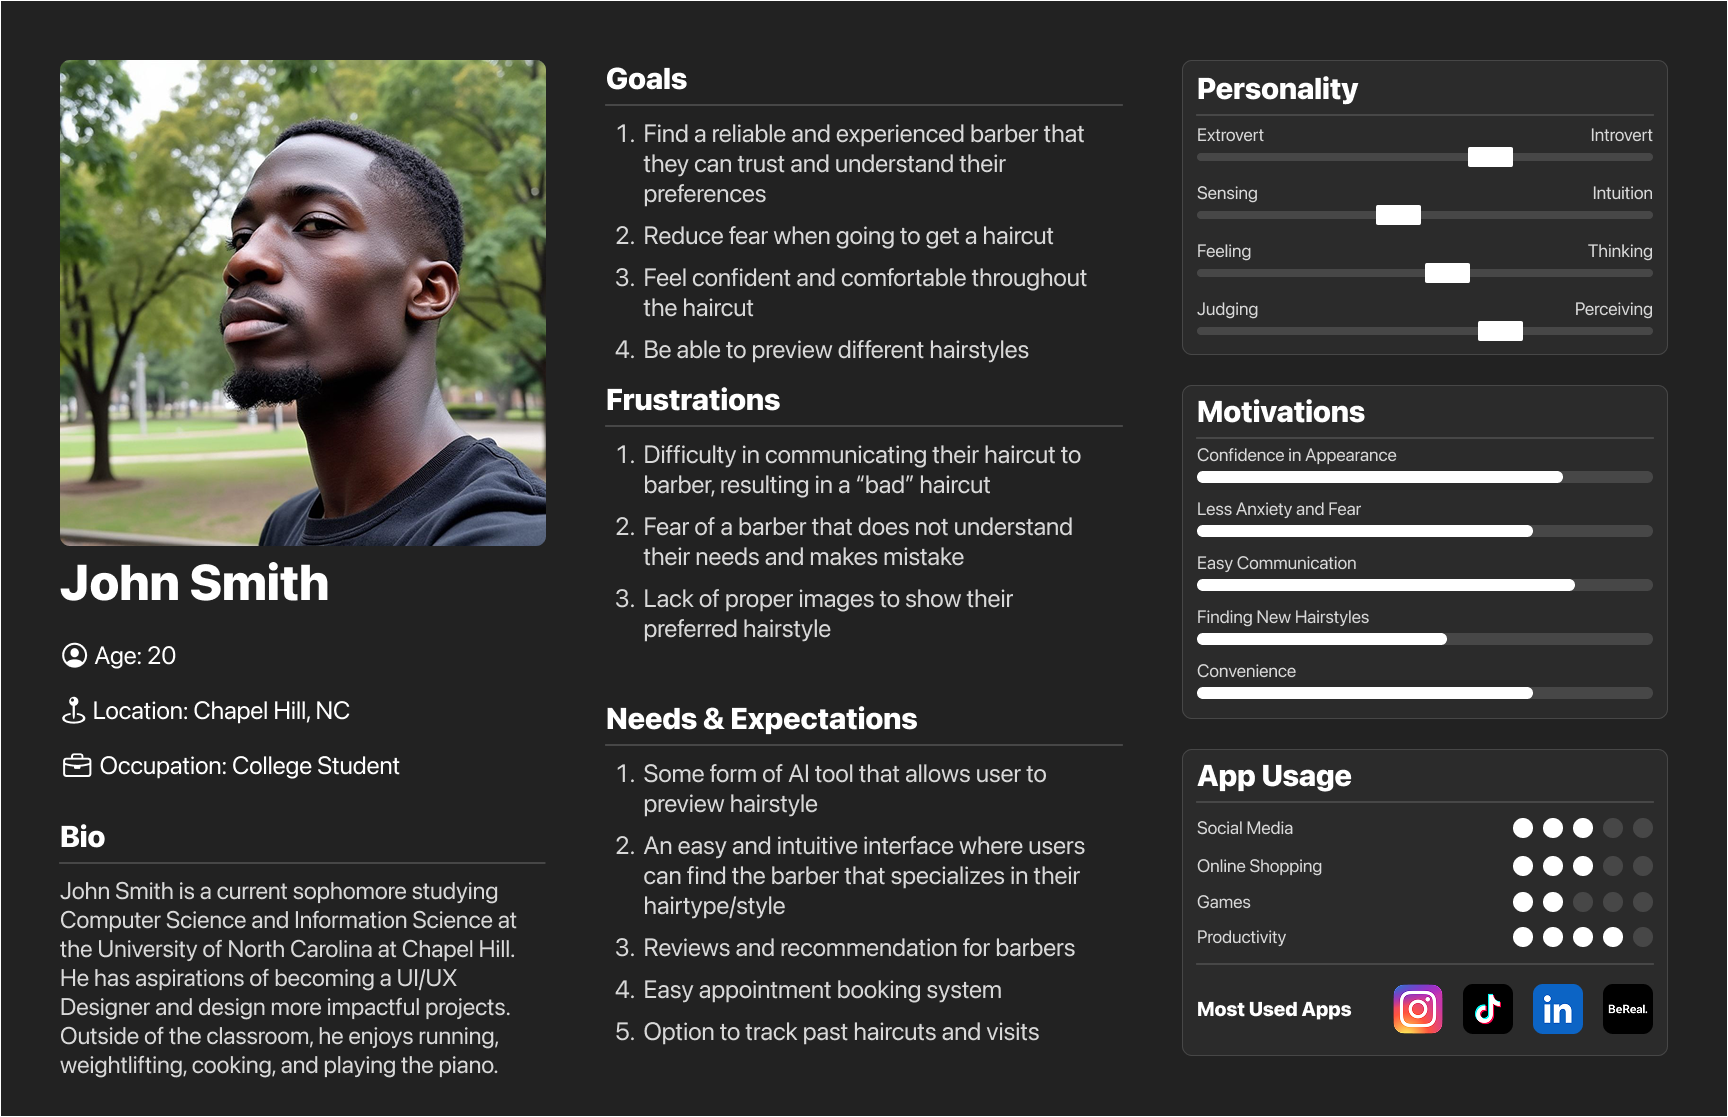 John Smith
Age: 20
Location: Chapel Hill, NC
Occupation: College Student
Bio
John Smith is a current sophomore studying
Computer Science and Information Science at
the University of North Carolina at Chapel Hill.
He has aspirations of becoming a UI/UX
Designer and design more impactful projects.
Outside of the classroom, he enjoys running,
weightlifting, cooking, and playing the piano.
Goals
1. Find a reliable and experienced barber that
they can trust and understand their
preferences
2. Reduce fear when going to get a haircut
3. Feel confident and comfortable throughout
the haircut
4. Be able to preview different hairstyles
Frustrations
1. Difficulty in communicating their haircut to
barber, resulting in a “bad” haircut
2. Fear of a barber that does not understand
their needs and makes mistake
3. Lack of proper images to show their
preferred hairstyle
Needs & Expectations
1. Some form of AI tool that allows user to
preview hairstyle
2. An easy and intuitive interface where users
can find the barber that specializes in their
hairtype/style
3. Reviews and recommendation for barbers
4. Easy appointment booking system
5. Option to track past haircuts and visits
Personality
Extrovert Introvert
Sensing Intuition
Feeling Thinking
Judging Perceiving
Motivations
Confidence in Appearance
Less Anxiety and Fear
Easy Communication
Finding New Hairstyles
Convenience
App Usage
Social Media
Online Shopping
Games
Productivity
Most Used Apps
in
BeReal.